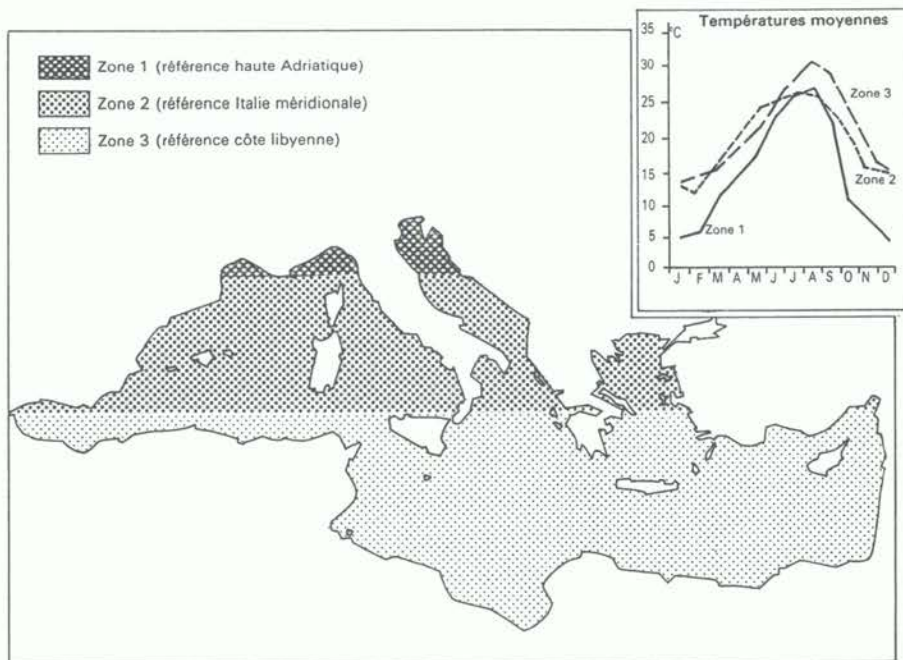 Zone 1 (référence haute Adriatique)
Zone 2 (référence Italie méridionale)
Zone 3 (référence côte libyenne)
Températures moyennes
°C
35
30
25
20
15
10
5
0
J F M A M J J A S O N D
Zone 3
Zone 2
Zone 1